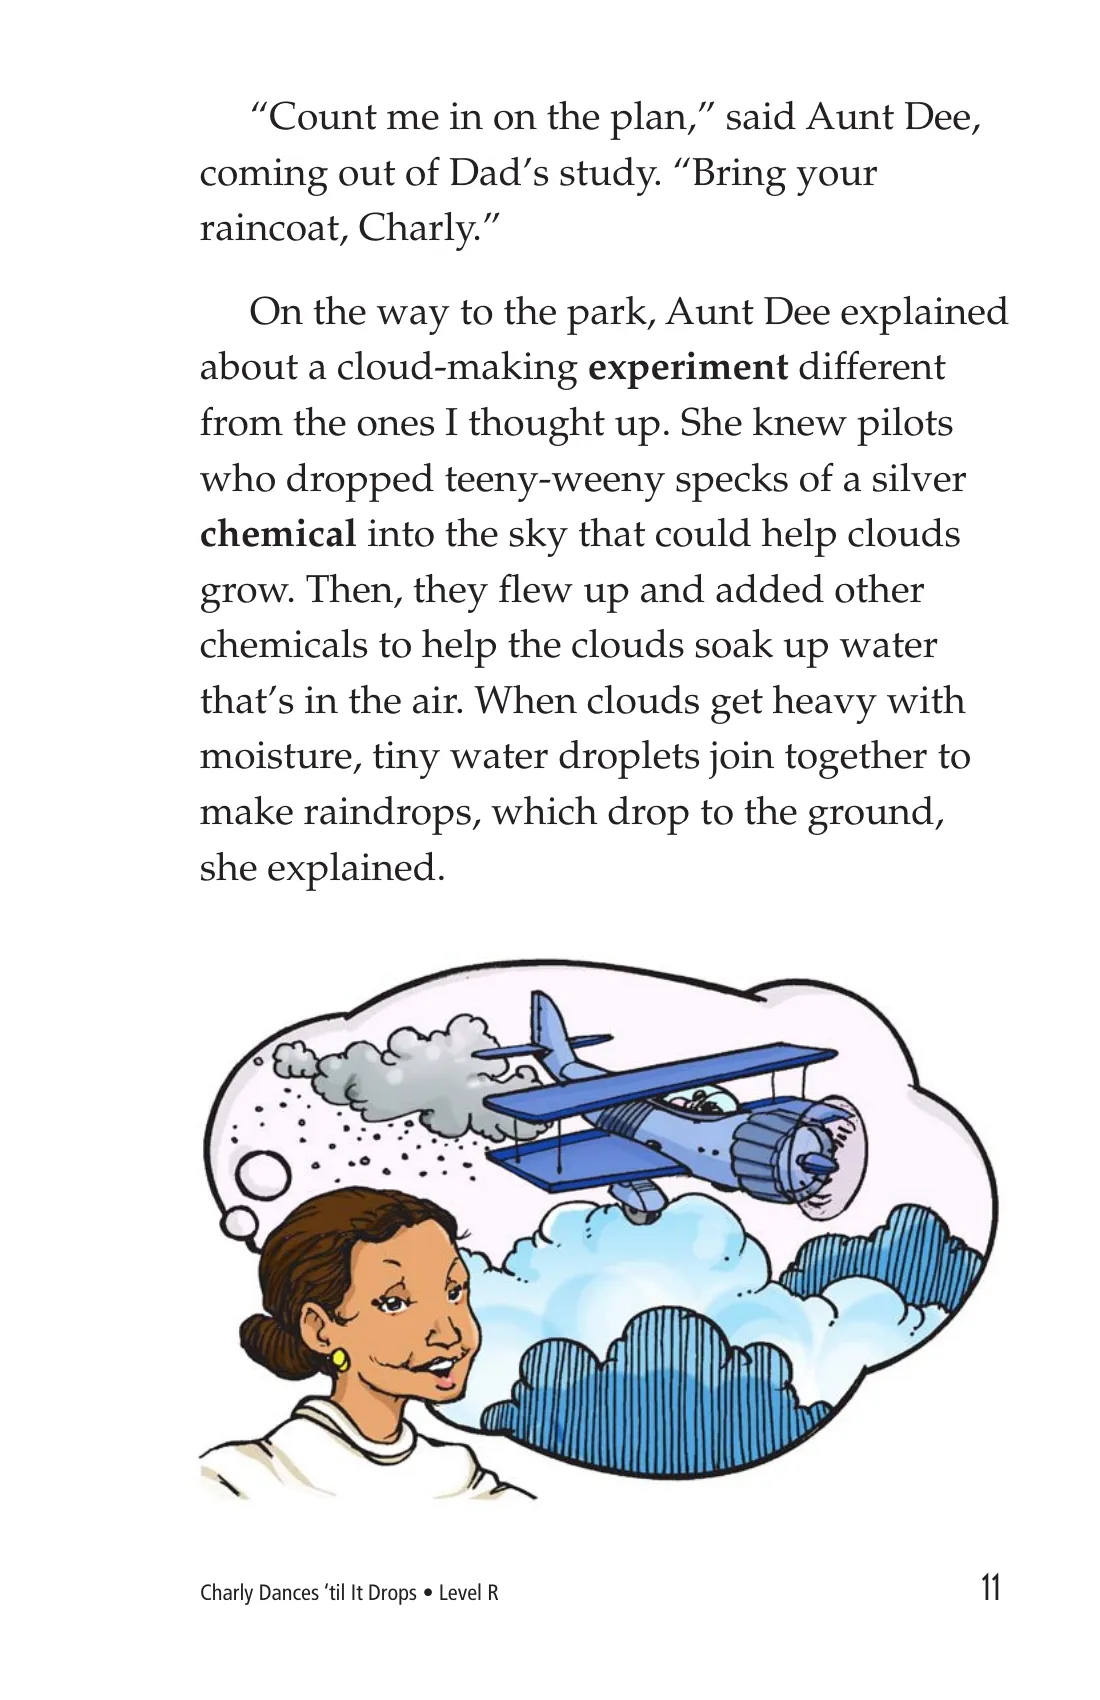 “Count me in on the plan,” said Aunt Dee,
coming out of Dad’s study. “Bring your
raincoat, Charly.”
On the way to the park, Aunt Dee explained
about a cloud-making experiment different
from the ones I thought up. She knew pilots
who dropped teeny-weeny specks of a silver
chemical into the sky that could help clouds
grow. Then, they flew up and added other
chemicals to help the clouds soak up water
that’s in the air. When clouds get heavy with
moisture, tiny water droplets join together to
make raindrops, which drop to the ground,
she explained.
Charly Dances ‘til It Drops • Level R
11